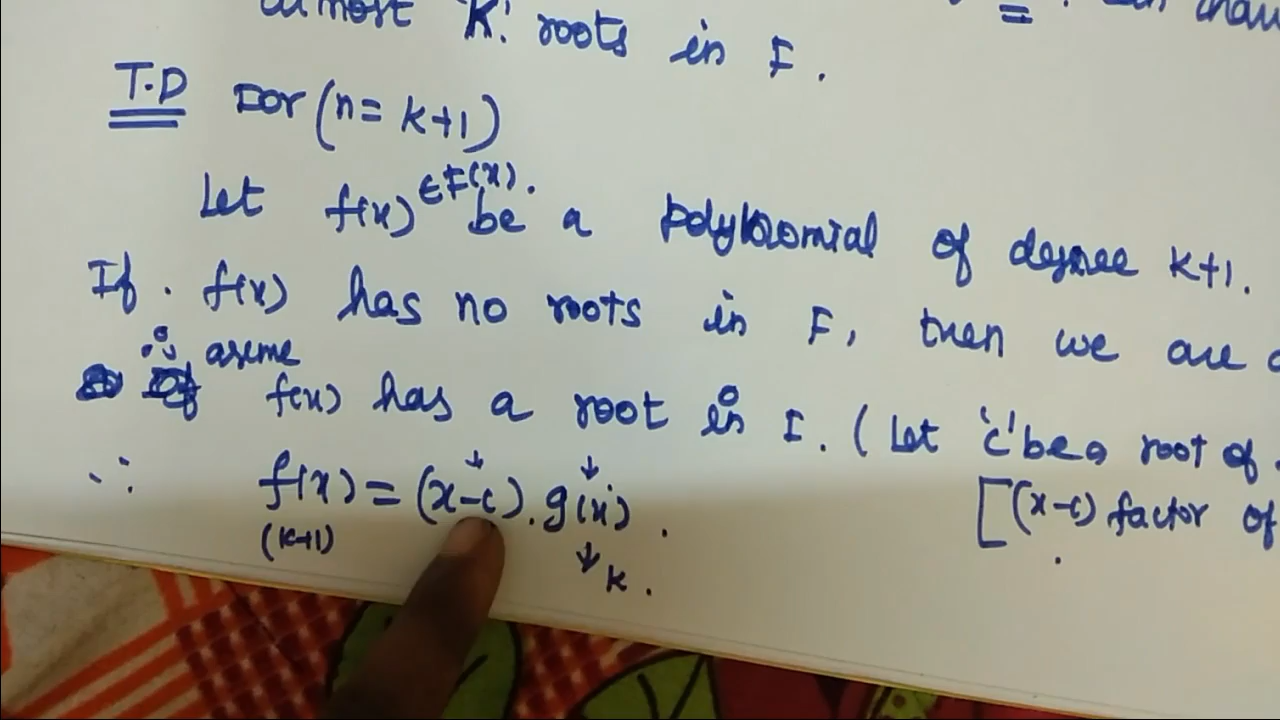 atmost 'K' roots in F.
T.D For (n = k+1)
Let f(x) ∈ F(x). be a polynomial of degree k+1.
If. f(x) has no roots in F, then we are
∴ assume
f(x) has a root in F. (Let 'c' be a root of
∴ f(x) = (x-c). g(x). [(x-c) factor of
(k+1)
k.